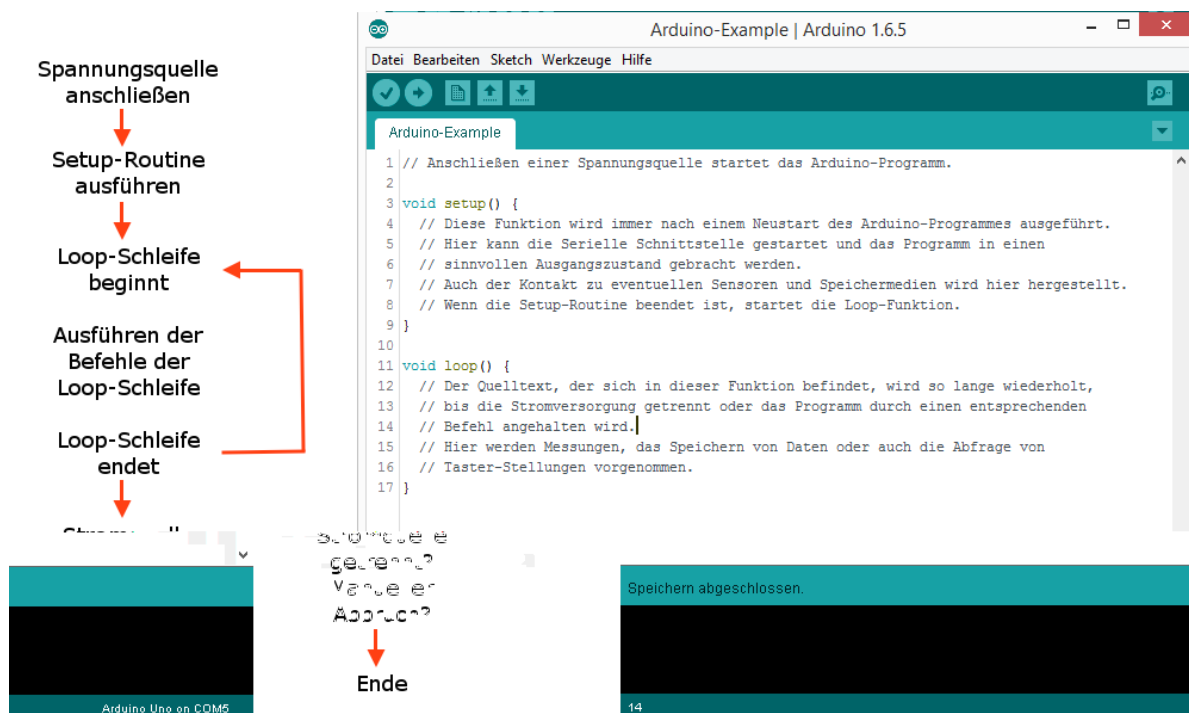 Arduino-Example | Arduino 1.6.5
Datei Bearbeiten Sketch Werkzeuge Hilfe
Arduino-Example
Spannungsquelle
anschließen
Setup-Routine
ausführen
Loop-Schleife
beginnt
Ausführen der
Befehle der
Loop-Schleife
Loop-Schleife
endet
1 // Anschließen einer Spannungsquelle startet das Arduino-Programm.
2
3 void setup() {
4 // Diese Funktion wird immer nach einem Neustart des Arduino-Programmes ausgeführt.
5 // Hier kann die Serielle Schnittstelle gestartet und das Programm in einen
6 // sinnvollen Ausgangszustand gebracht werden.
7 // Auch der Kontakt zu eventuellen Sensoren und Speichermedien wird hier hergestellt.
8 // Wenn die Setup-Routine beendet ist, startet die Loop-Funktion.
9 }
10
11 void loop() {
12 // Der Quelltext, der sich in dieser Funktion befindet, wird so lange wiederholt,
13 // bis die Stromversorgung getrennt oder das Programm durch einen entsprechenden
14 // Befehl angehalten wird.
15 // Hier werden Messungen, das Speichern von Daten oder auch die Abfrage von
16 // Taster-Stellungen vorgenommen.
17 }
Ende
Speichern abgeschlossen.
Arduino Uno on COM5
14